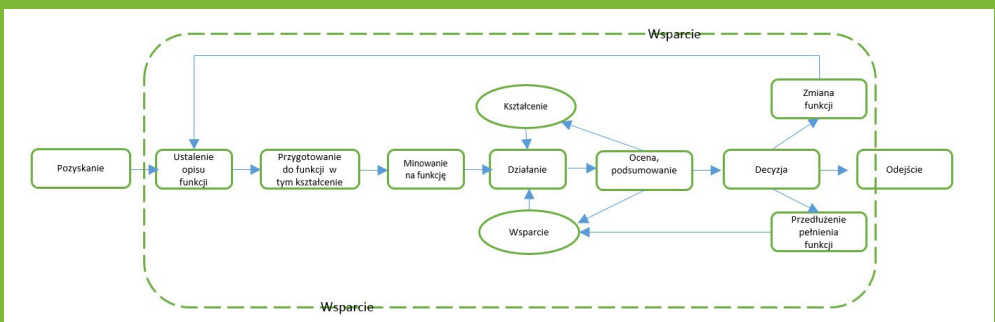 Wsparcie
Zmiana
funkcji
Kształcenie
Pozyskanie
Ustalenie
opisu
funkcji
Przygotowanie
do funkcji w
tym kształcenie
Minowanie
na funkcję
Działanie
Ocena,
podsumowanie
Decyzja
Odejście
Wsparcie
Przedłużenie
pełnienia
funkcji
Wsparcie